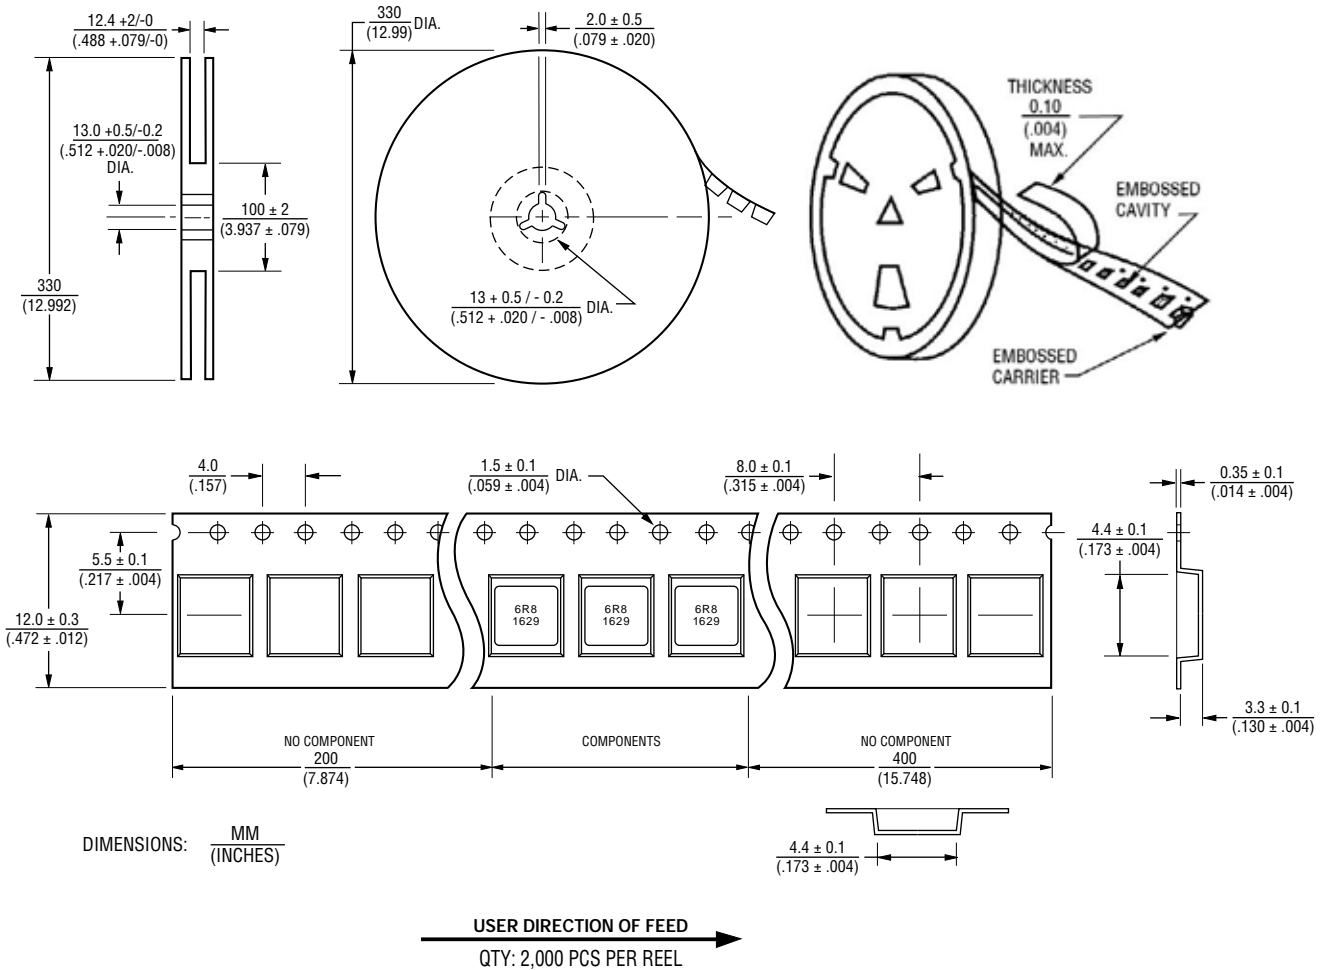 12.4 +2/-0
(.488 +.079/-0)
330
(12.99)
DIA.
2.0 ± 0.5
(.079 ± .020)
13.0 +0.5/-0.2
(.512 +.020/-.008)
DIA.
100 ± 2
(3.937 ± .079)
330
(12.992)
13 + 0.5 / - 0.2
(.512 + .020 / - .008)
DIA.
THICKNESS
0.10
(.004)
MAX.
EMBOSSED
CAVITY
EMBOSSED
CARRIER
4.0
(.157)
1.5 ± 0.1
(.059 ± .004)
DIA.
8.0 ± 0.1
(.315 ± .004)
0.35 ± 0.1
(.014 ± .004)
5.5 ± 0.1
(.217 ± .004)
4.4 ± 0.1
(.173 ± .004)
12.0 ± 0.3
(.472 ± .012)
6R8
1629
6R8
1629
6R8
1629
3.3 ± 0.1
(.130 ± .004)
NO COMPONENT
200
(7.874)
COMPONENTS
NO COMPONENT
400
(15.748)
DIMENSIONS:
MM
(INCHES)
4.4 ± 0.1
(.173 ± .004)
USER DIRECTION OF FEED
QTY: 2,000 PCS PER REEL